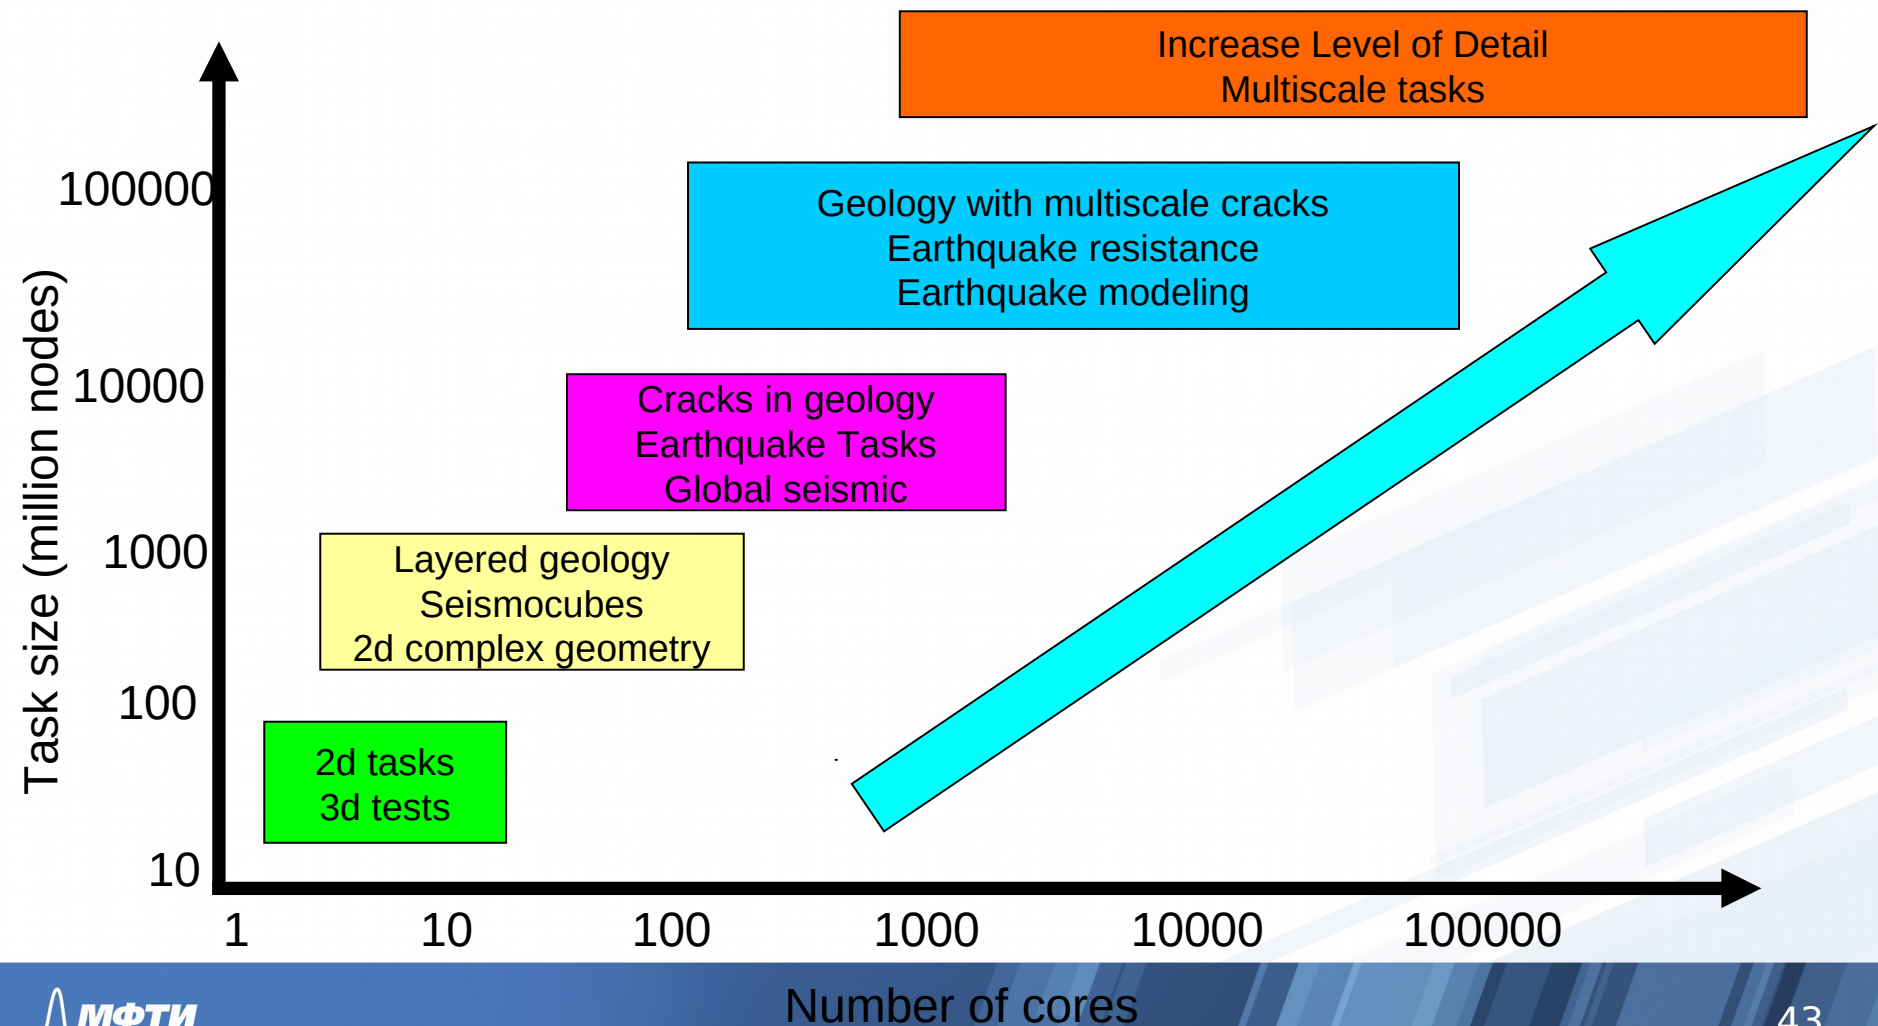 Increase Level of Detail
Multiscale tasks
100000
Geology with multiscale cracks
Earthquake resistance
Earthquake modeling
Task size (million nodes)
10000
Cracks in geology
Earthquake Tasks
Global seismic
1000
Layered geology
Seismocubes
2d complex geometry
100
2d tasks
3d tests
10
1 10 100 1000 10000 100000
Number of cores
МФТИ
43